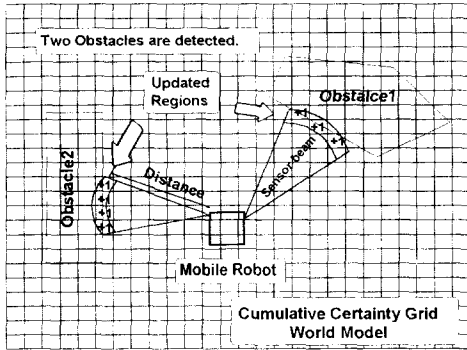 Two Obstacles are detected.
Updated
Regions
Obstalce1
+1
+1
+1
Sensor beam
Obstacle2
Distance
+1
+1
+1
+1
Mobile Robot
Cumulative Certainty Grid
World Model